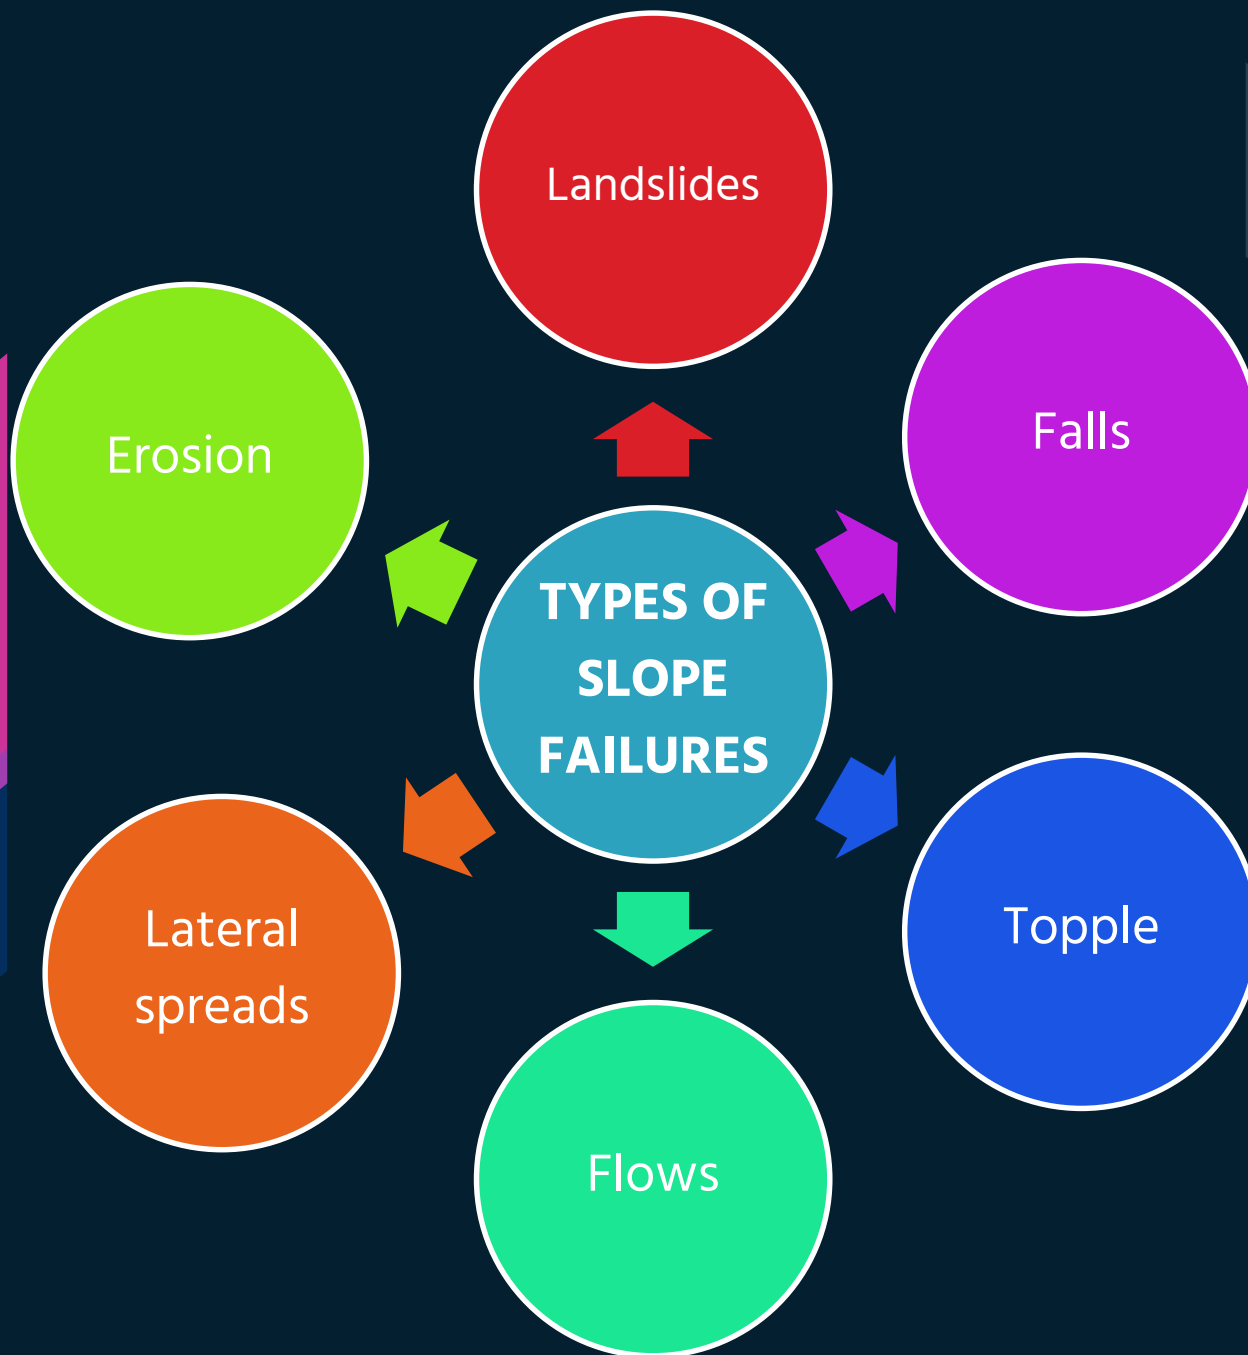 Landslides
Falls
Erosion
TYPES OF
SLOPE
FAILURES
Topple
Lateral
spreads
Flows